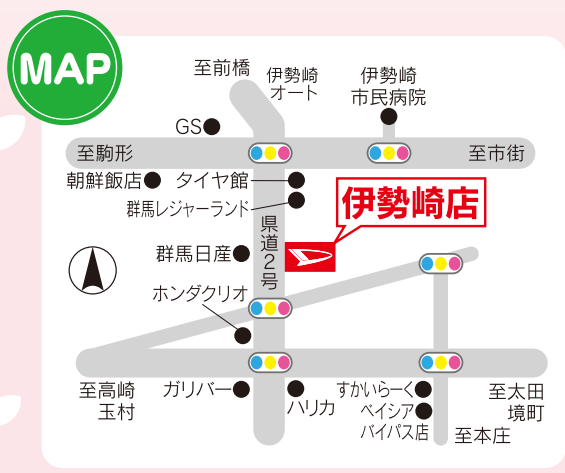 MAP
至前橋
伊勢崎
オート
伊勢崎
市民病院
GS
至駒形
至市街
朝鮮飯店
タイヤ館
群馬レジャーランド
伊勢崎店
県道2号
群馬日産
ホンダクリオ
至高崎
玉村
ガリバー
ハリカ
すかいらーく
ベイシア
バイパス店
至太田
境町
至本庄